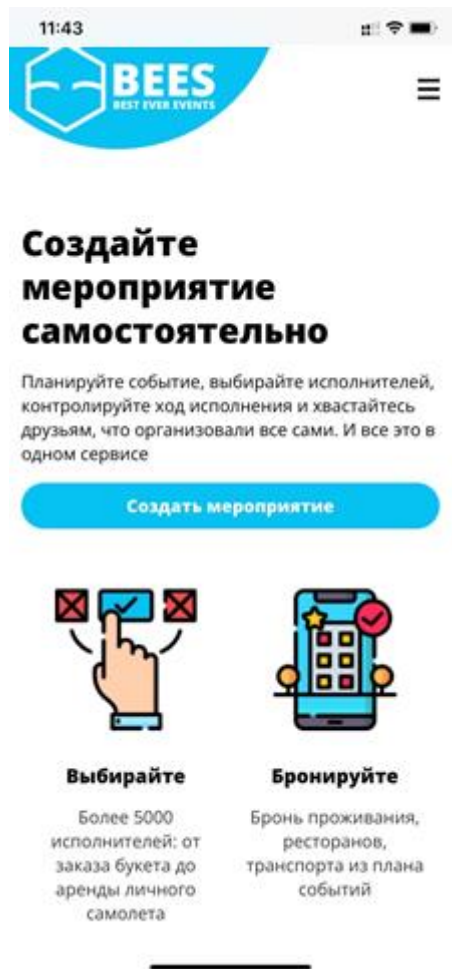 11:43
BEES
BEST EVER EVENTS
Создайте
мероприятие
самостоятельно
Планируйте событие, выбирайте исполнителей,
контролируйте ход исполнения и хвастайтесь
друзьям, что организовали все сами. И все это в
одном сервисе
Создать мероприятие
Выбирайте
Более 5000
исполнителей: от
заказа букета до
аренды личного
самолета
Бронируйте
Бронь проживания,
ресторанов,
транспорта из плана
событий